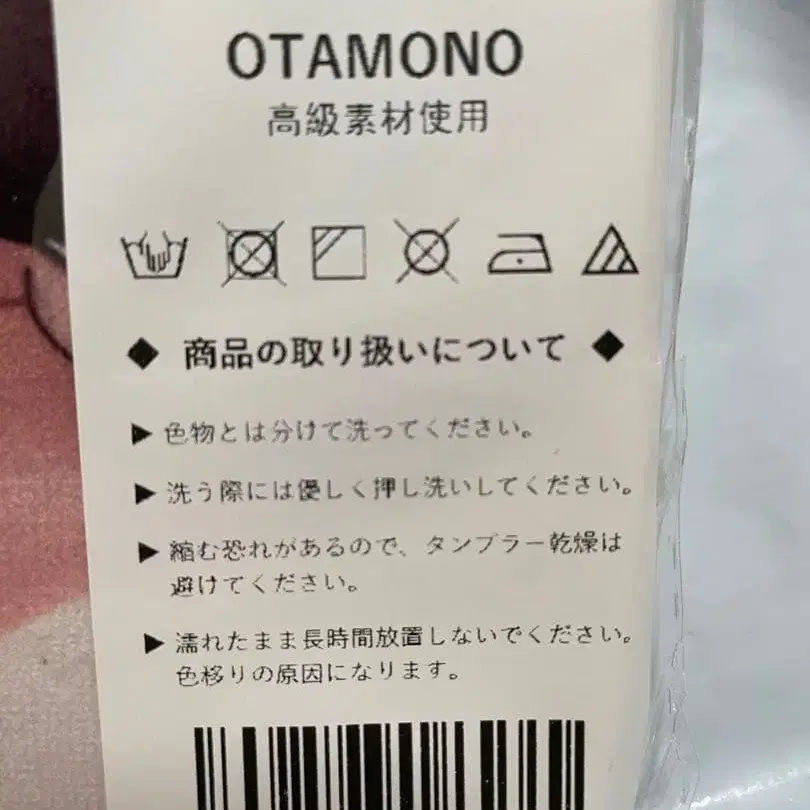 OTAMONO
高級素材使用
◆ 商品の取り扱いについて ◆
▶ 色物とは分けて洗ってください。
▶ 洗う際には優しく押し洗いしてください。
▶ 縮む恐れがあるので、タンブラー乾燥は
避けてください。
▶ 濡れたまま長時間放置しないでください。
色移りの原因になります。